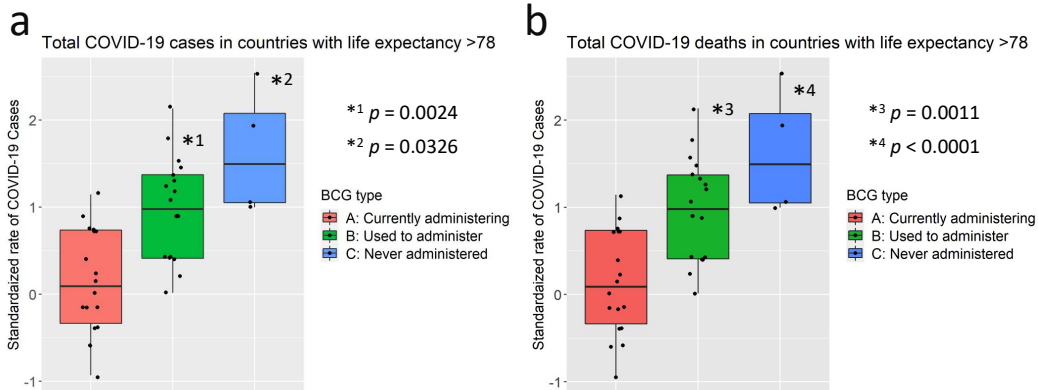 a
Total COVID-19 cases in countries with life expectancy >78
Standardaized rate of COVID-19 Cases
2
1
0
-1
*1
*2
*1 p = 0.0024
*2 p = 0.0326
BCG type
A: Currently administering
B: Used to administer
C: Never administered
b
Total COVID-19 deaths in countries with life expectancy >78
Standardaized rate of COVID-19 Cases
2
1
0
-1
*3
*4
*3 p = 0.0011
*4 p < 0.0001
BCG type
A: Currently administering
B: Used to administer
C: Never administered